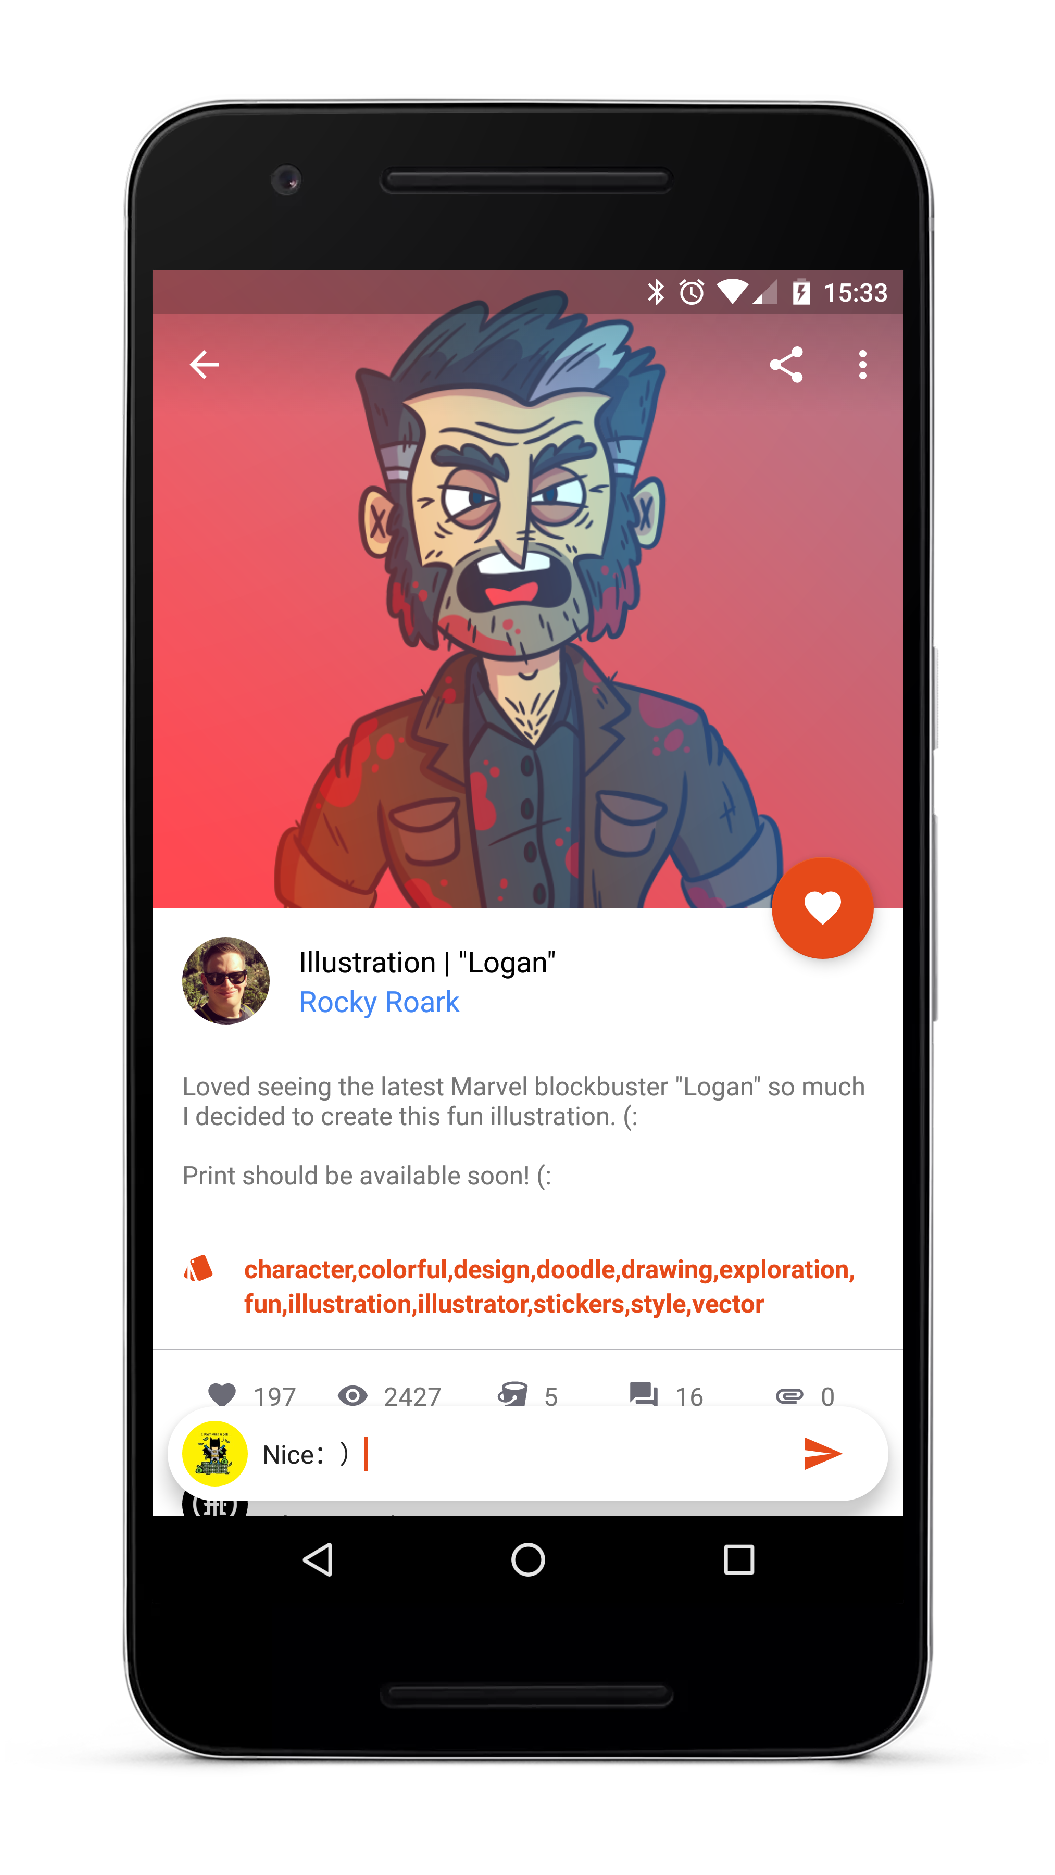 15:33
Illustration | "Logan"
Rocky Roark
Loved seeing the latest Marvel blockbuster "Logan" so much
I decided to create this fun illustration. (:
Print should be available soon! (:
character,colorful,design,doodle,drawing,exploration,
fun,illustration,illustrator,stickers,style,vector
197 2427 5 16 0
Nice: )